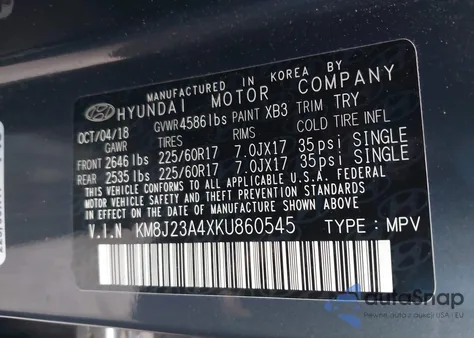 MANUFACTURED IN KOREA BY
HYUNDAI MOTOR COMPANY
OCT/04/18 GVWR4586lbs PAINT XB3 TRIM TRY
GAWR TIRES RIMS COLD TIRE INFL
FRONT 2646lbs 225/60R17 7.0JX17 35psi SINGLE
REAR 2535lbs 225/60R17 7.0JX17 35psi SINGLE
THIS VEHICLE CONFORMS TO ALL APPLICABLE U.S.A. FEDERAL
MOTOR VEHICLE SAFETY, BUMPER, AND THEFT PREVENTION STANDARDS
IN EFFECT ON THE DATE OF MANUFACTURE SHOWN ABOVE.
V.I.N KM8J23A4XKU860545 TYPE : MPV
autoSnap